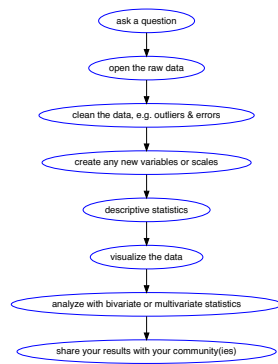 ask a question
open the raw data
clean the data, e.g. outliers & errors
create any new variables or scales
descriptive statistics
visualize the data
analyze with bivariate or multivariate statistics
share your results with your community(ies)